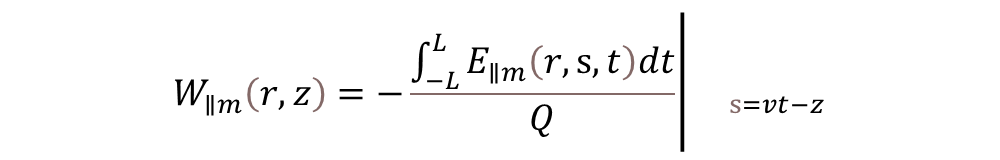 W∥m(r, z) = − ∫_{−L}^{L} E∥m(r, s, t)dt / Q | s=vt−z